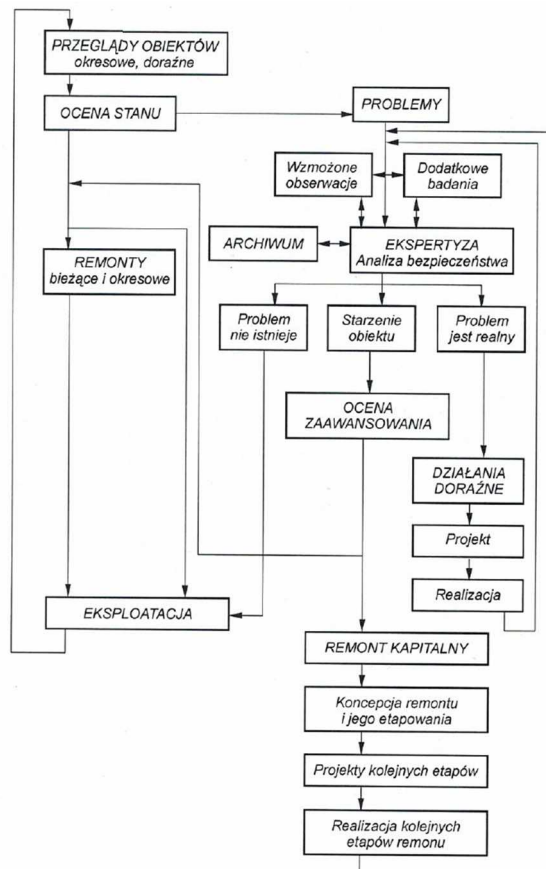 PRZEGLĄDY OBIEKTÓW
okresowe, doraźne
OCENA STANU
PROBLEMY
Wzmożone
obserwacje
Dodatkowe
badania
ARCHIWUM
EKSPERTYZA
Analiza bezpieczeństwa
REMONTY
bieżące i okresowe
Problem
nie istnieje
Starzenie
obiektu
Problem
jest realny
OCENA
ZAAWANSOWANIA
DZIAŁANIA
DORAŹNE
Projekt
Realizacja
EKSPLOATACJA
REMONT KAPITALNY
Koncepcja remontu
i jego etapowania
Projekty kolejnych etapów
Realizacja kolejnych
etapów remonu